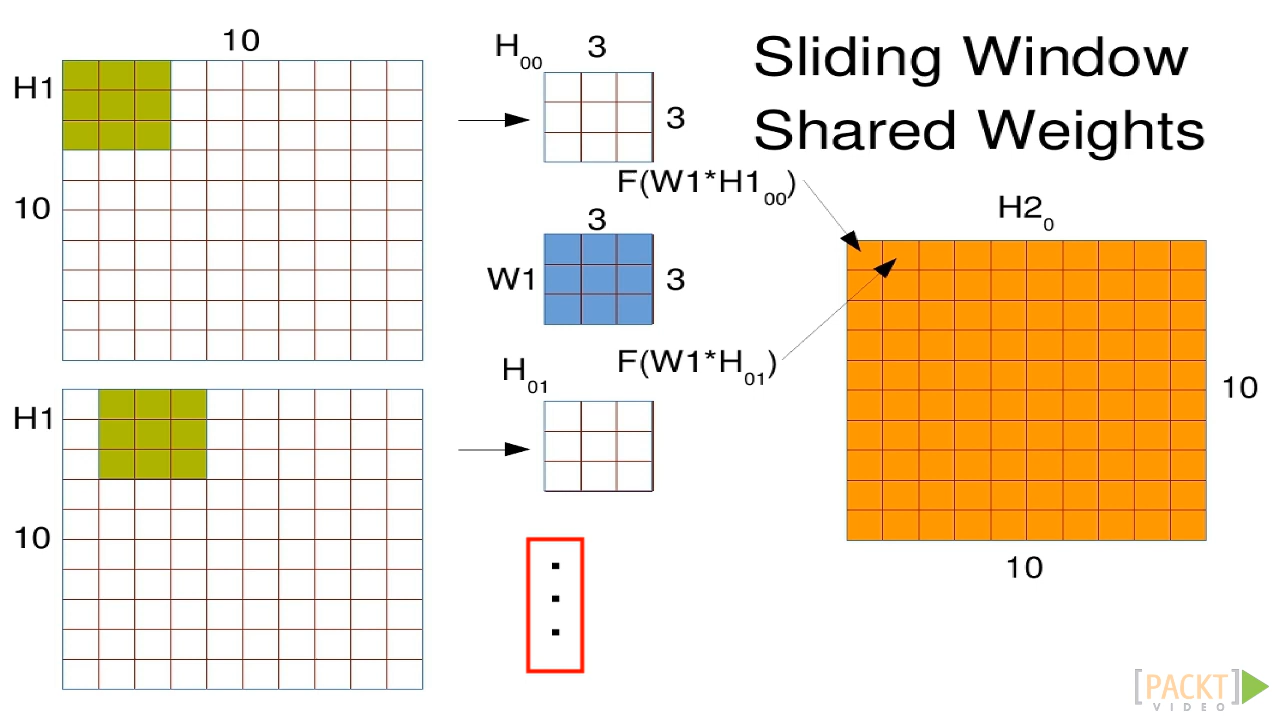 Sliding Window
Shared Weights
10
H1
10
H00
3
3
F(W1*H100)
3
W1
3
H20
10
10
H1
10
H01
F(W1*H01)
[PACKT]
VIDEO